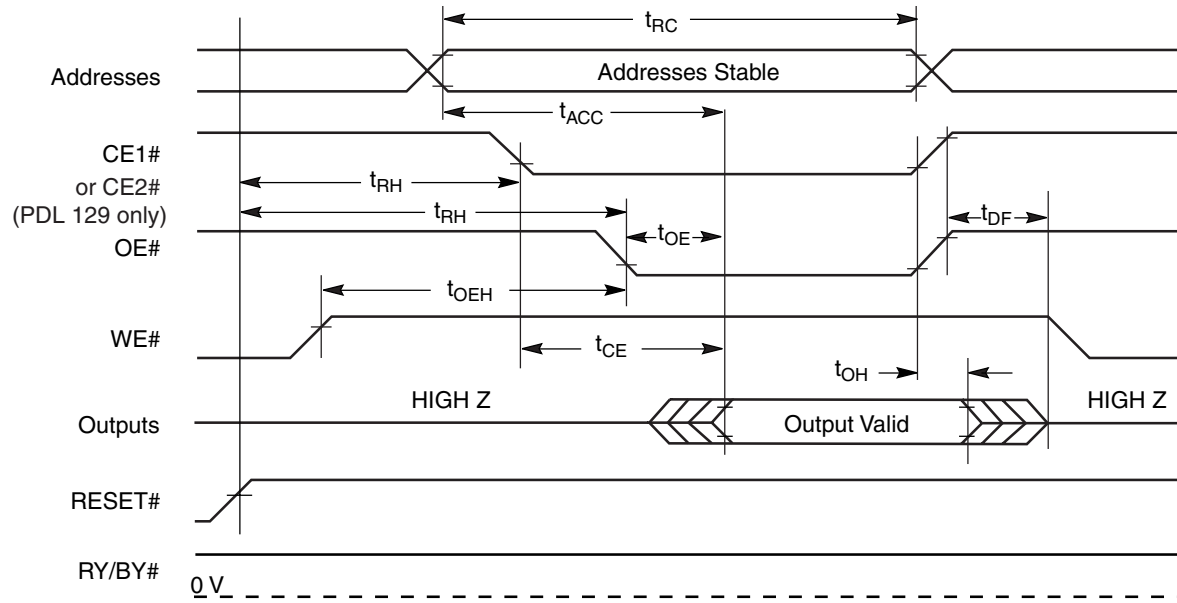 tRC
Addresses
Addresses Stable
tACC
CE1#
or CE2#
(PDL 129 only)
tRH
tRH
tDF
OE#
tOE
tOEH
WE#
tCE
tOH
HIGH Z
HIGH Z
Outputs
Output Valid
RESET#
RY/BY#
0 V